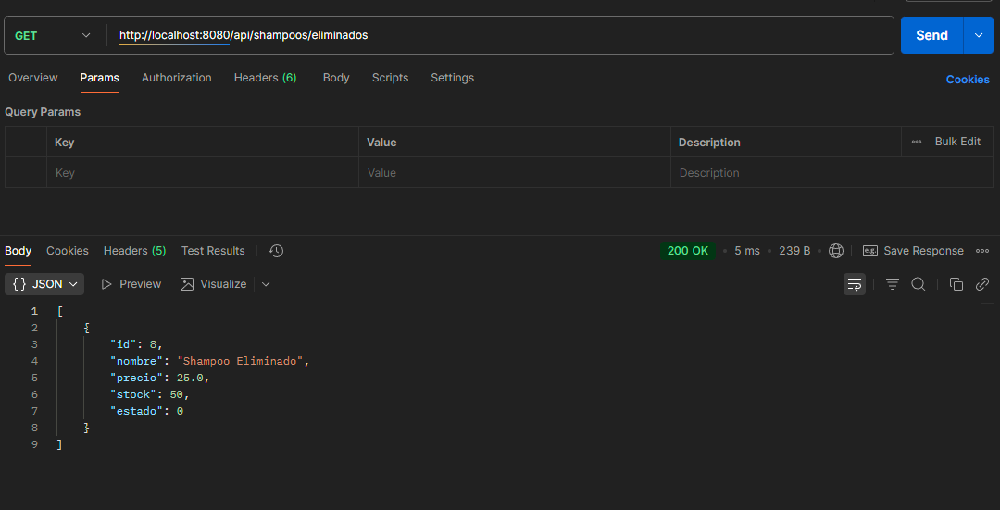 GET http://localhost:8080/api/shampoos/eliminados Send
Overview Params Authorization Headers (6) Body Scripts Settings Cookies
Query Params
Key Value Description Bulk Edit
Key Value Description
Body Cookies Headers (5) Test Results 200 OK • 5 ms • 239 B • e.g. Save Response
{} JSON Preview Visualize
1 [
2 {
3 "id": 8,
4 "nombre": "Shampoo Eliminado",
5 "precio": 25.0,
6 "stock": 50,
7 "estado": 0
8 }
9 ]